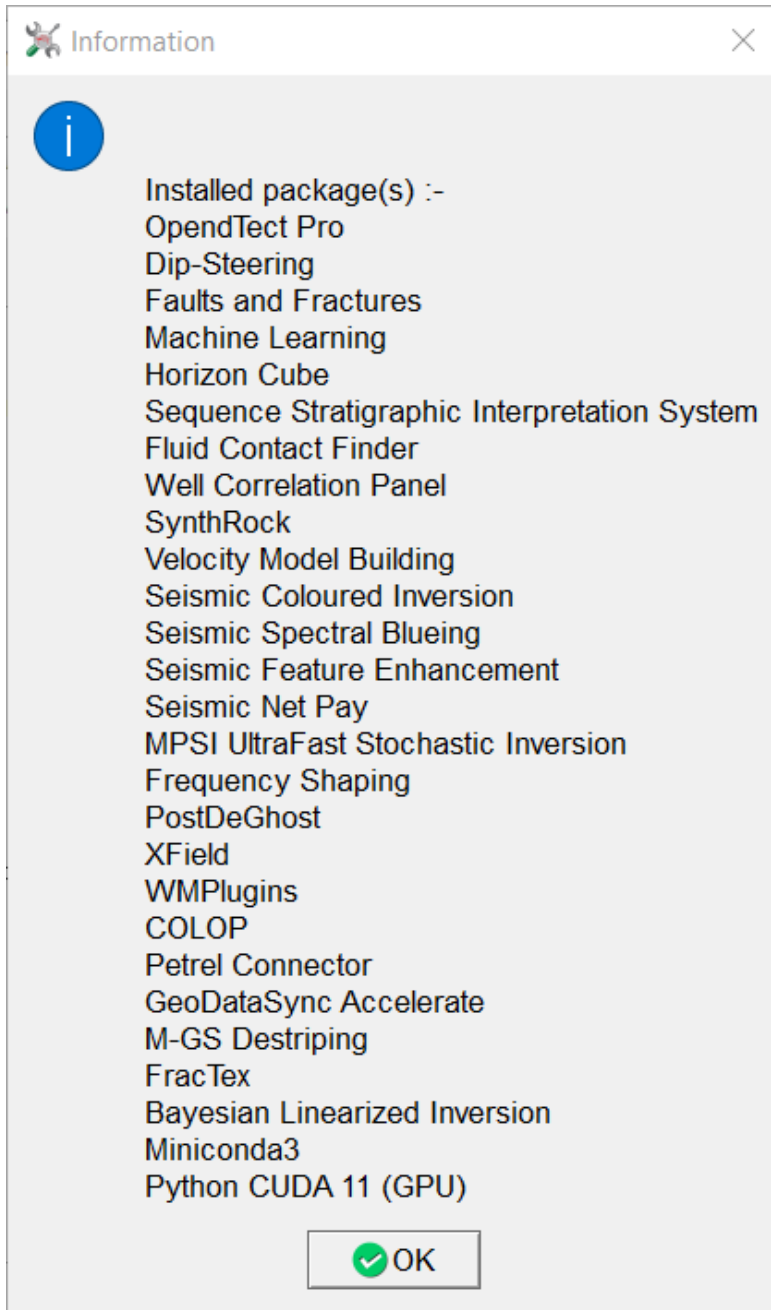 Information
Installed package(s) :-
OpendTect Pro
Dip-Steering
Faults and Fractures
Machine Learning
Horizon Cube
Sequence Stratigraphic Interpretation System
Fluid Contact Finder
Well Correlation Panel
SynthRock
Velocity Model Building
Seismic Coloured Inversion
Seismic Spectral Blueing
Seismic Feature Enhancement
Seismic Net Pay
MPSI UltraFast Stochastic Inversion
Frequency Shaping
PostDeGhost
XField
WMPlugins
COLOP
Petrel Connector
GeoDataSync Accelerate
M-GS Destriping
FracTex
Bayesian Linearized Inversion
Miniconda3
Python CUDA 11 (GPU)
OK